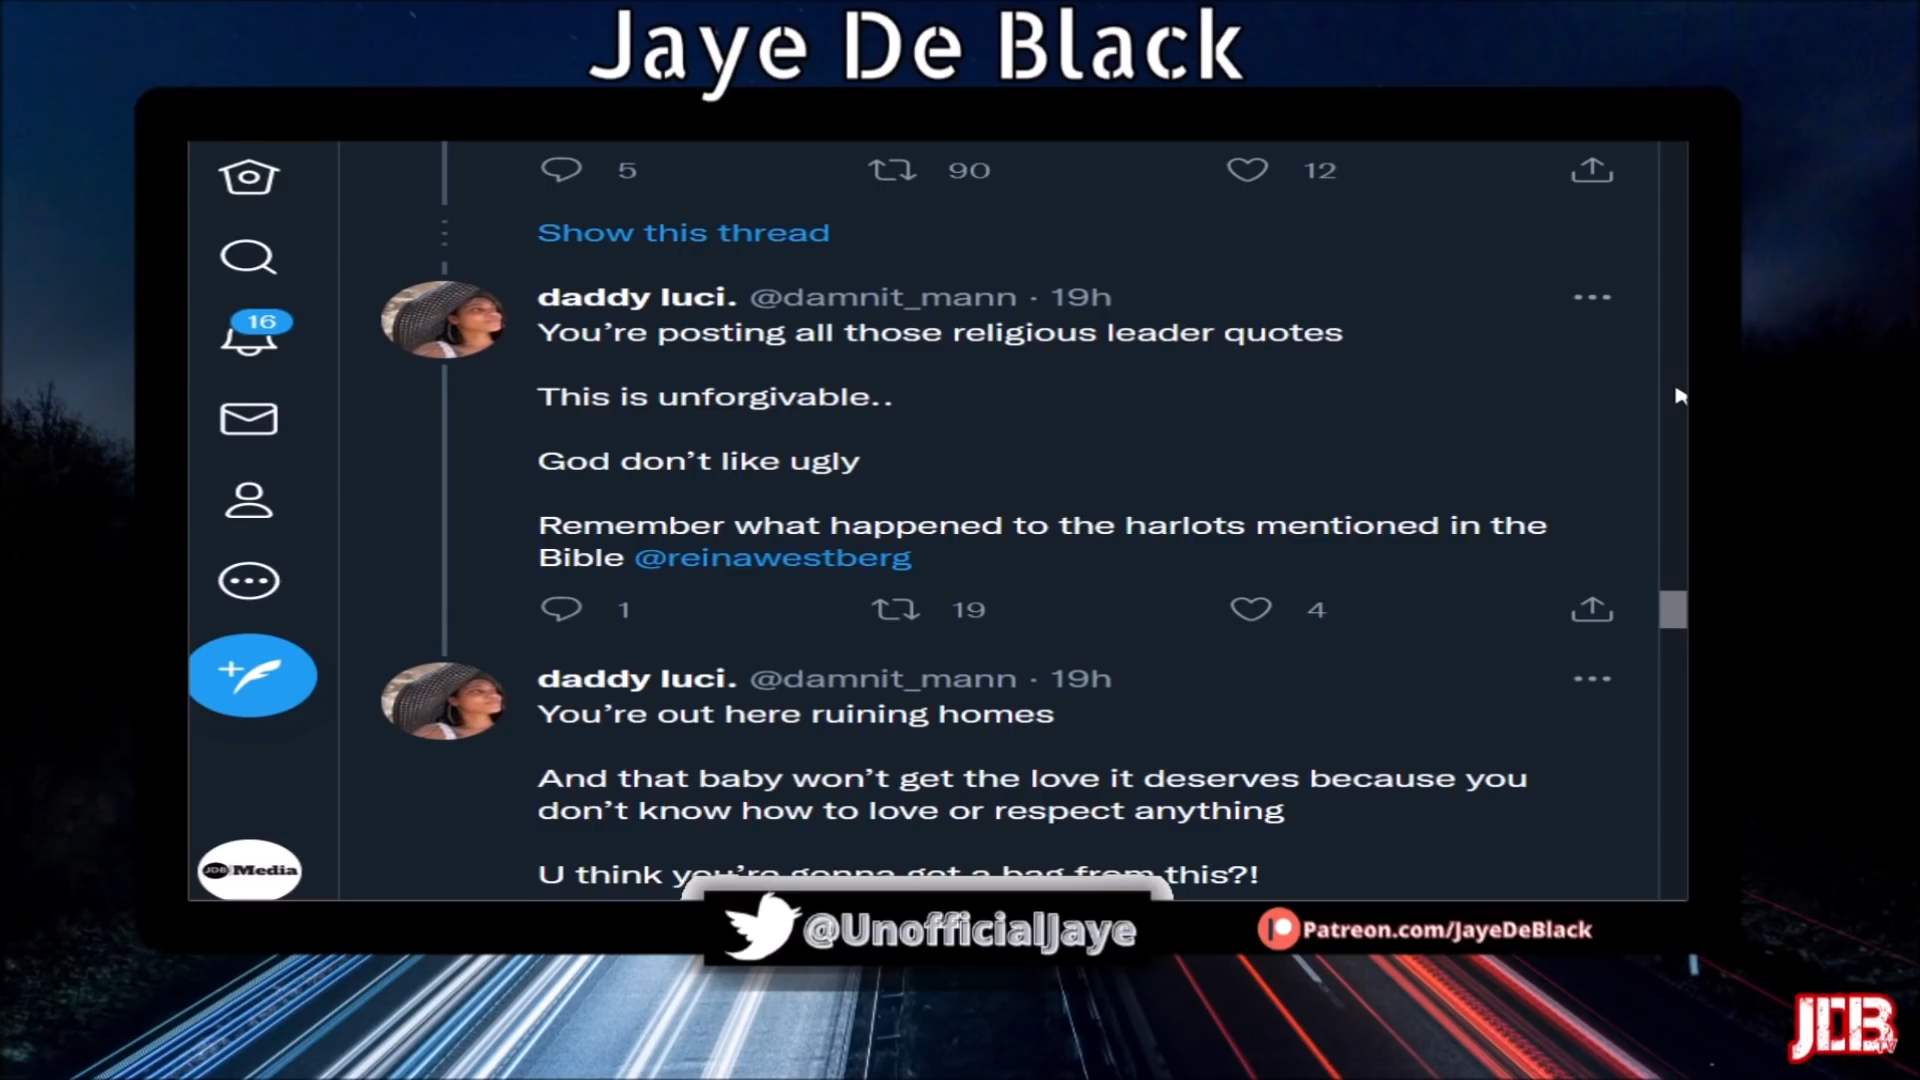 Jaye De Black
5 90 12
Show this thread
daddy luci. @damnit_mann · 19h
You’re posting all those religious leader quotes
This is unforgivable..
God don’t like ugly
Remember what happened to the harlots mentioned in the
Bible @reinawestberg
16
1 19 4
daddy luci. @damnit_mann · 19h
You’re out here ruining homes
And that baby won’t get the love it deserves because you
don’t know how to love or respect anything
U think you’re gonna get a bag from this?!
JDB Media
@UnofficialJaye
Patreon.com/JayeDeBlack
JDB
TV